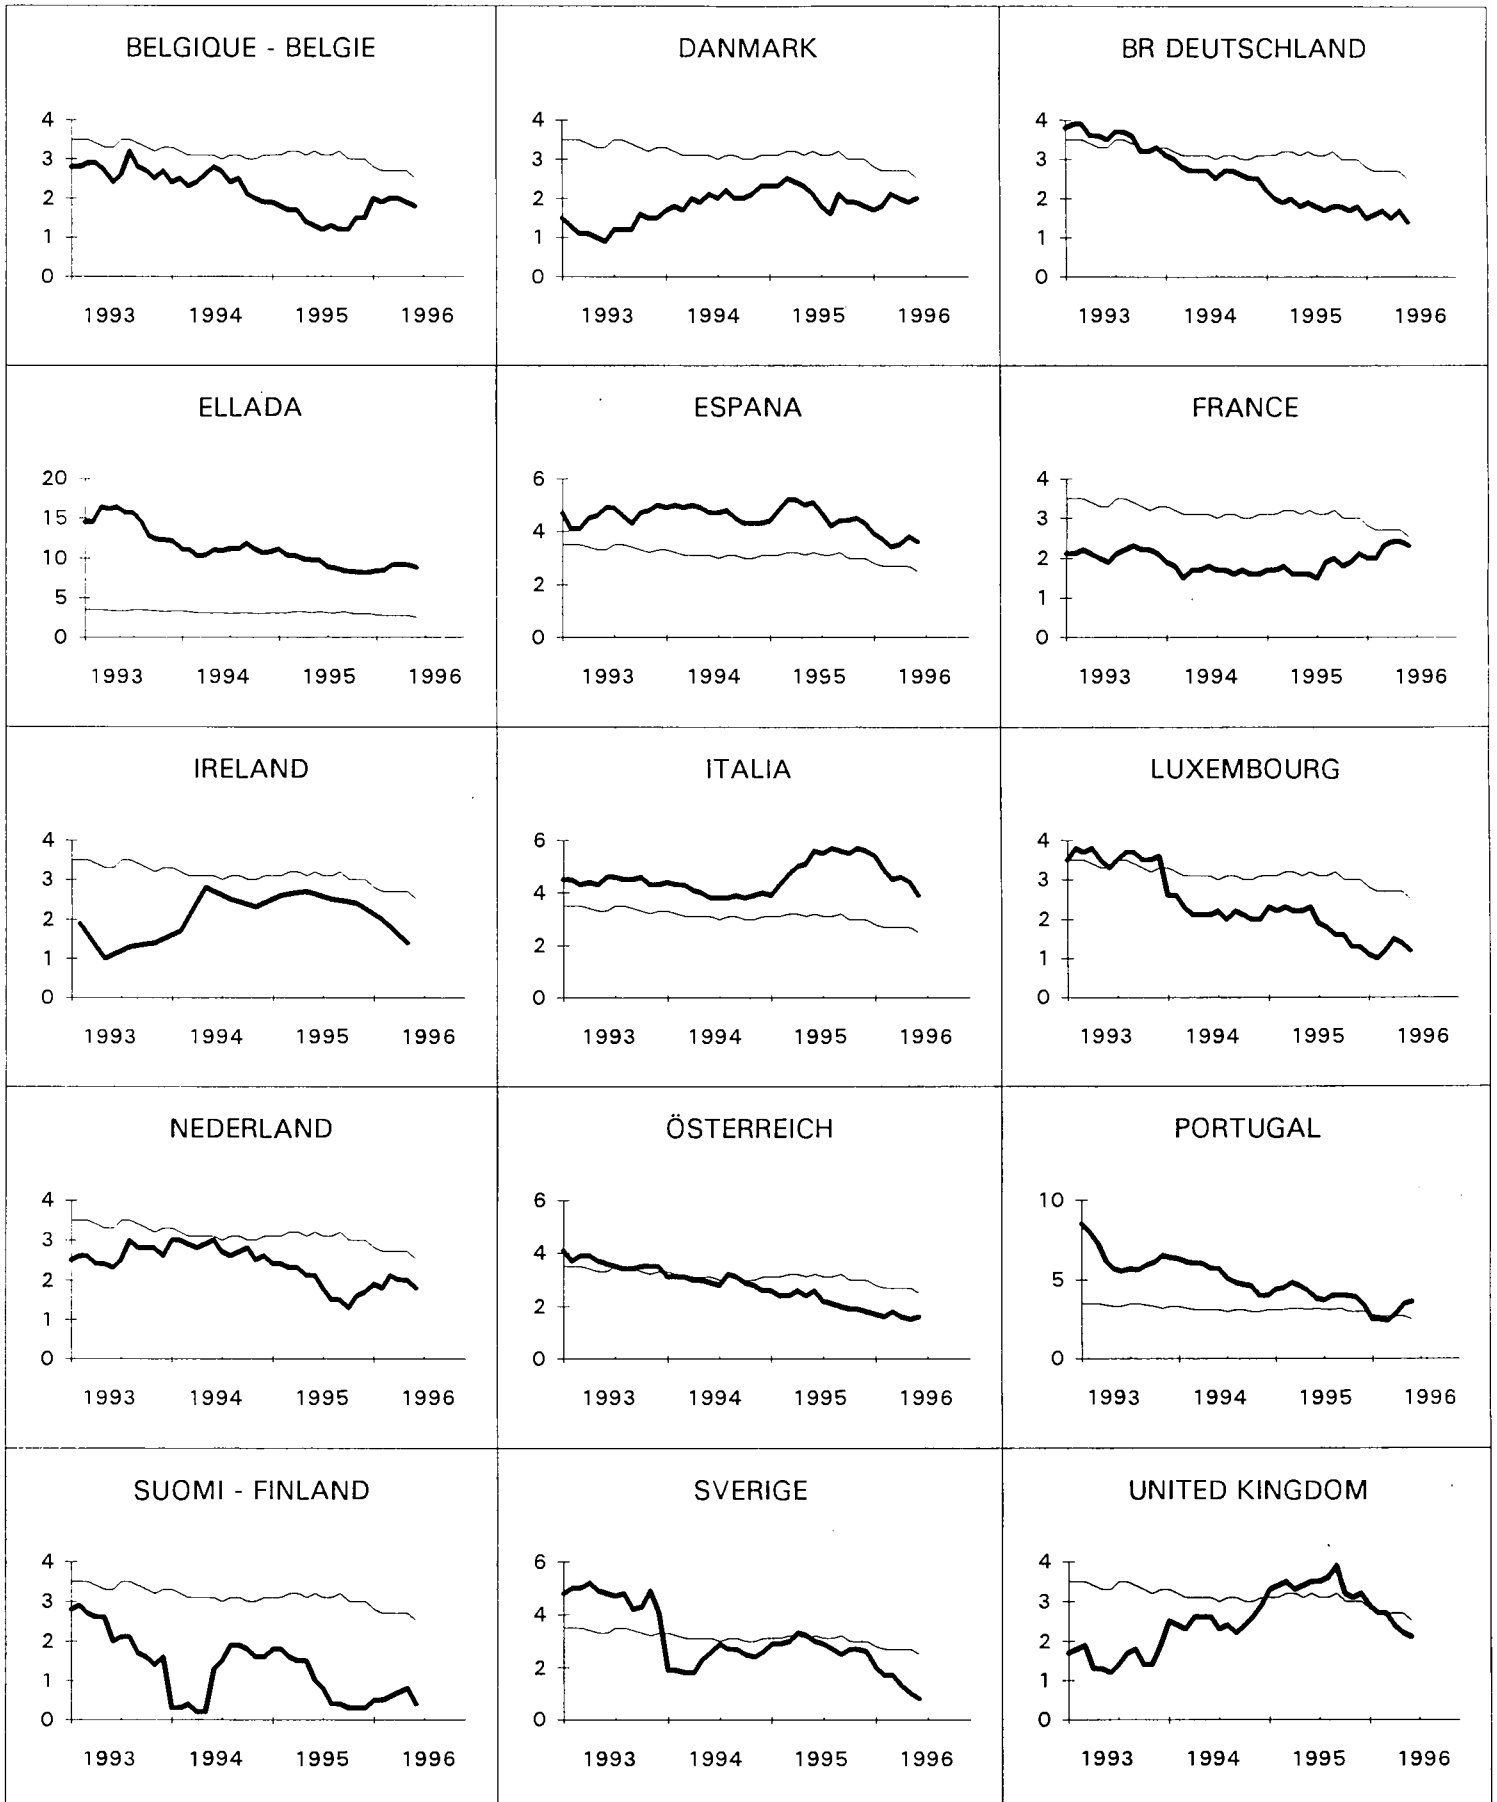 BELGIQUE - BELGIE
4
3
2
1
0
1993 1994 1995 1996
DANMARK
4
3
2
1
0
1993 1994 1995 1996
BR DEUTSCHLAND
4
3
2
1
0
1993 1994 1995 1996
ELLADA
20
15
10
5
0
1993 1994 1995 1996
ESPANA
6
4
2
0
1993 1994 1995 1996
FRANCE
4
3
2
1
0
1993 1994 1995 1996
IRELAND
4
3
2
1
0
1993 1994 1995 1996
ITALIA
6
4
2
0
1993 1994 1995 1996
LUXEMBOURG
4
3
2
1
0
1993 1994 1995 1996
NEDERLAND
4
3
2
1
0
1993 1994 1995 1996
ÖSTERREICH
6
4
2
0
1993 1994 1995 1996
PORTUGAL
10
5
0
1993 1994 1995 1996
SUOMI - FINLAND
4
3
2
1
0
1993 1994 1995 1996
SVERIGE
6
4
2
0
1993 1994 1995 1996
UNITED KINGDOM
4
3
2
1
0
1993 1994 1995 1996